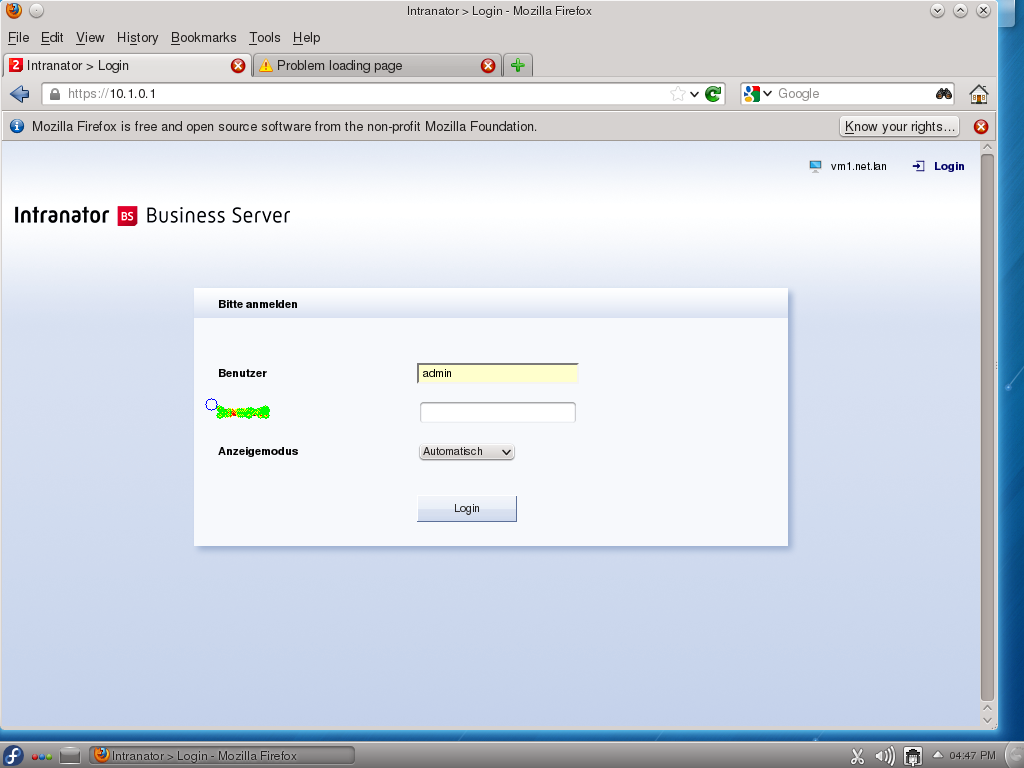 Intranator > Login - Mozilla Firefox
File Edit View History Bookmarks Tools Help
2 Intranator > Login Problem loading page
https://10.1.0.1 Google
Mozilla Firefox is free and open source software from the non-profit Mozilla Foundation. Know your rights...
vm1.net.lan Login
Intranator BS Business Server
Bitte anmelden
Benutzer admin
Anzeigemodus Automatisch
Login
Intranator > Login - Mozilla Firefox 04:47 PM